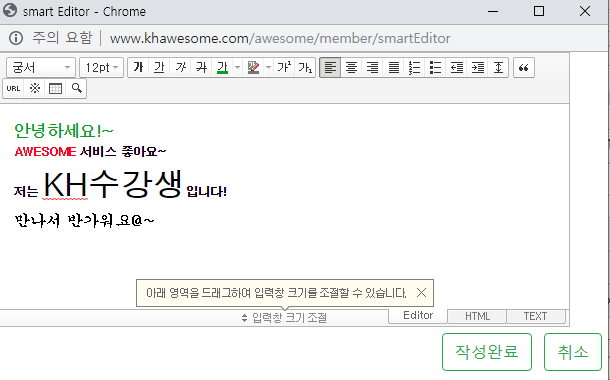 smart Editor - Chrome
주의 요함 www.khawesome.com/awesome/member/smartEditor
궁서 12pt 가 가 가 가 가 가¹ 가₁
URL
안녕하세요!~
AWESOME 서비스 좋아요~
저는 KH수강생 입니다!
만나서 반가워요@~
아래 영역을 드래그하여 입력창 크기를 조절할 수 있습니다.
입력창 크기 조절 Editor HTML TEXT
작성완료 취소